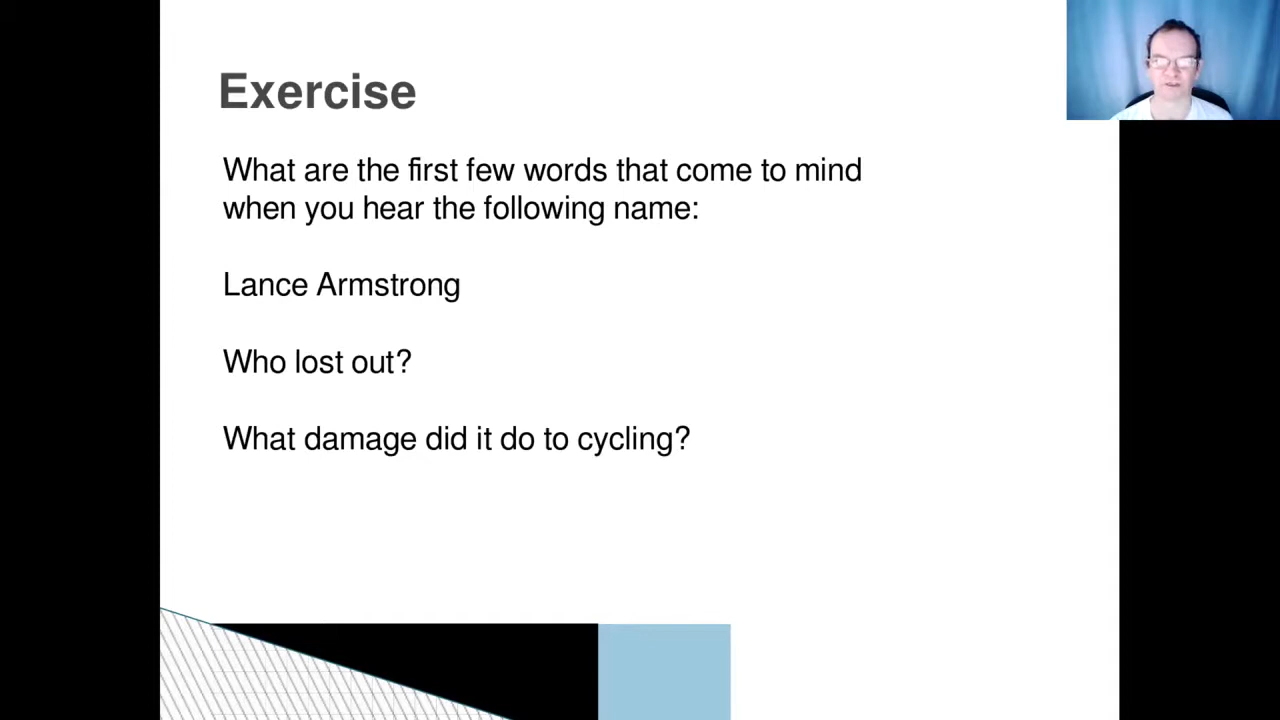 Exercise
What are the first few words that come to mind
when you hear the following name:
Lance Armstrong
Who lost out?
What damage did it do to cycling?